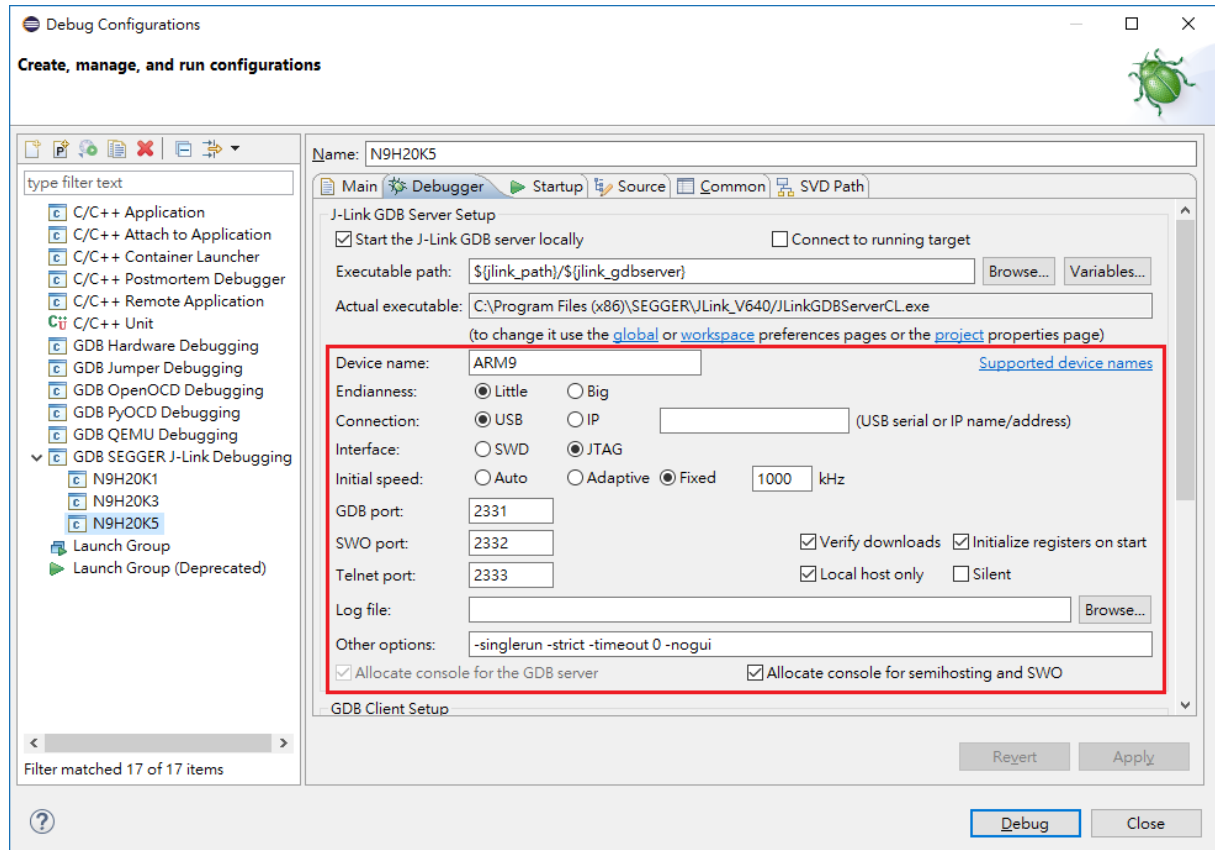 Debug Configurations
Create, manage, and run configurations
type filter text
C/C++ Application
C/C++ Attach to Application
C/C++ Container Launcher
C/C++ Postmortem Debugger
C/C++ Remote Application
C/C++ Unit
GDB Hardware Debugging
GDB Jumper Debugging
GDB OpenOCD Debugging
GDB PyOCD Debugging
GDB QEMU Debugging
GDB SEGGER J-Link Debugging
N9H20K1
N9H20K3
N9H20K5
Launch Group
Launch Group (Deprecated)
Filter matched 17 of 17 items
Name: N9H20K5
Main Debugger Startup Source Common SVD Path
J-Link GDB Server Setup
Start the J-Link GDB server locally Connect to running target
Executable path: ${jlink_path}/${jlink_gdbserver} Browse... Variables...
Actual executable: C:\Program Files (x86)\SEGGER\JLink_V640/JLinkGDBServerCL.exe
(to change it use the global or workspace preferences pages or the project properties page)
Device name: ARM9 Supported device names
Endianness: Little Big
Connection: USB IP (USB serial or IP name/address)
Interface: SWD JTAG
Initial speed: Auto Adaptive Fixed 1000 kHz
GDB port: 2331
SWO port: 2332 Verify downloads Initialize registers on start
Telnet port: 2333 Local host only Silent
Log file: Browse...
Other options: -singlerun -strict -timeout 0 -nogui
Allocate console for the GDB server Allocate console for semihosting and SWO
GDB Client Setup
Revert Apply
Debug Close